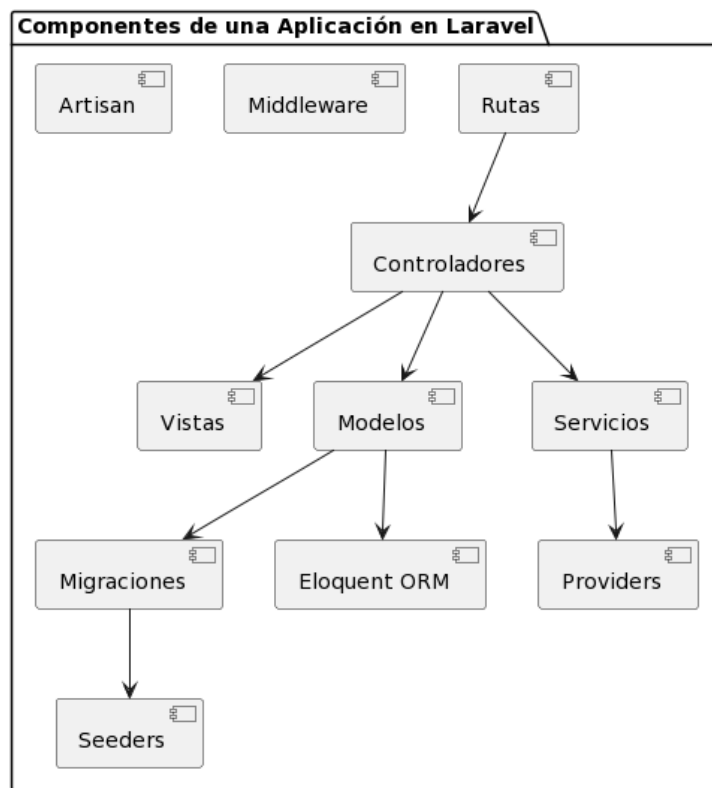 Componentes de una Aplicación en Laravel
Artisan
Middleware
Rutas
Controladores
Vistas
Modelos
Servicios
Migraciones
Eloquent ORM
Providers
Seeders